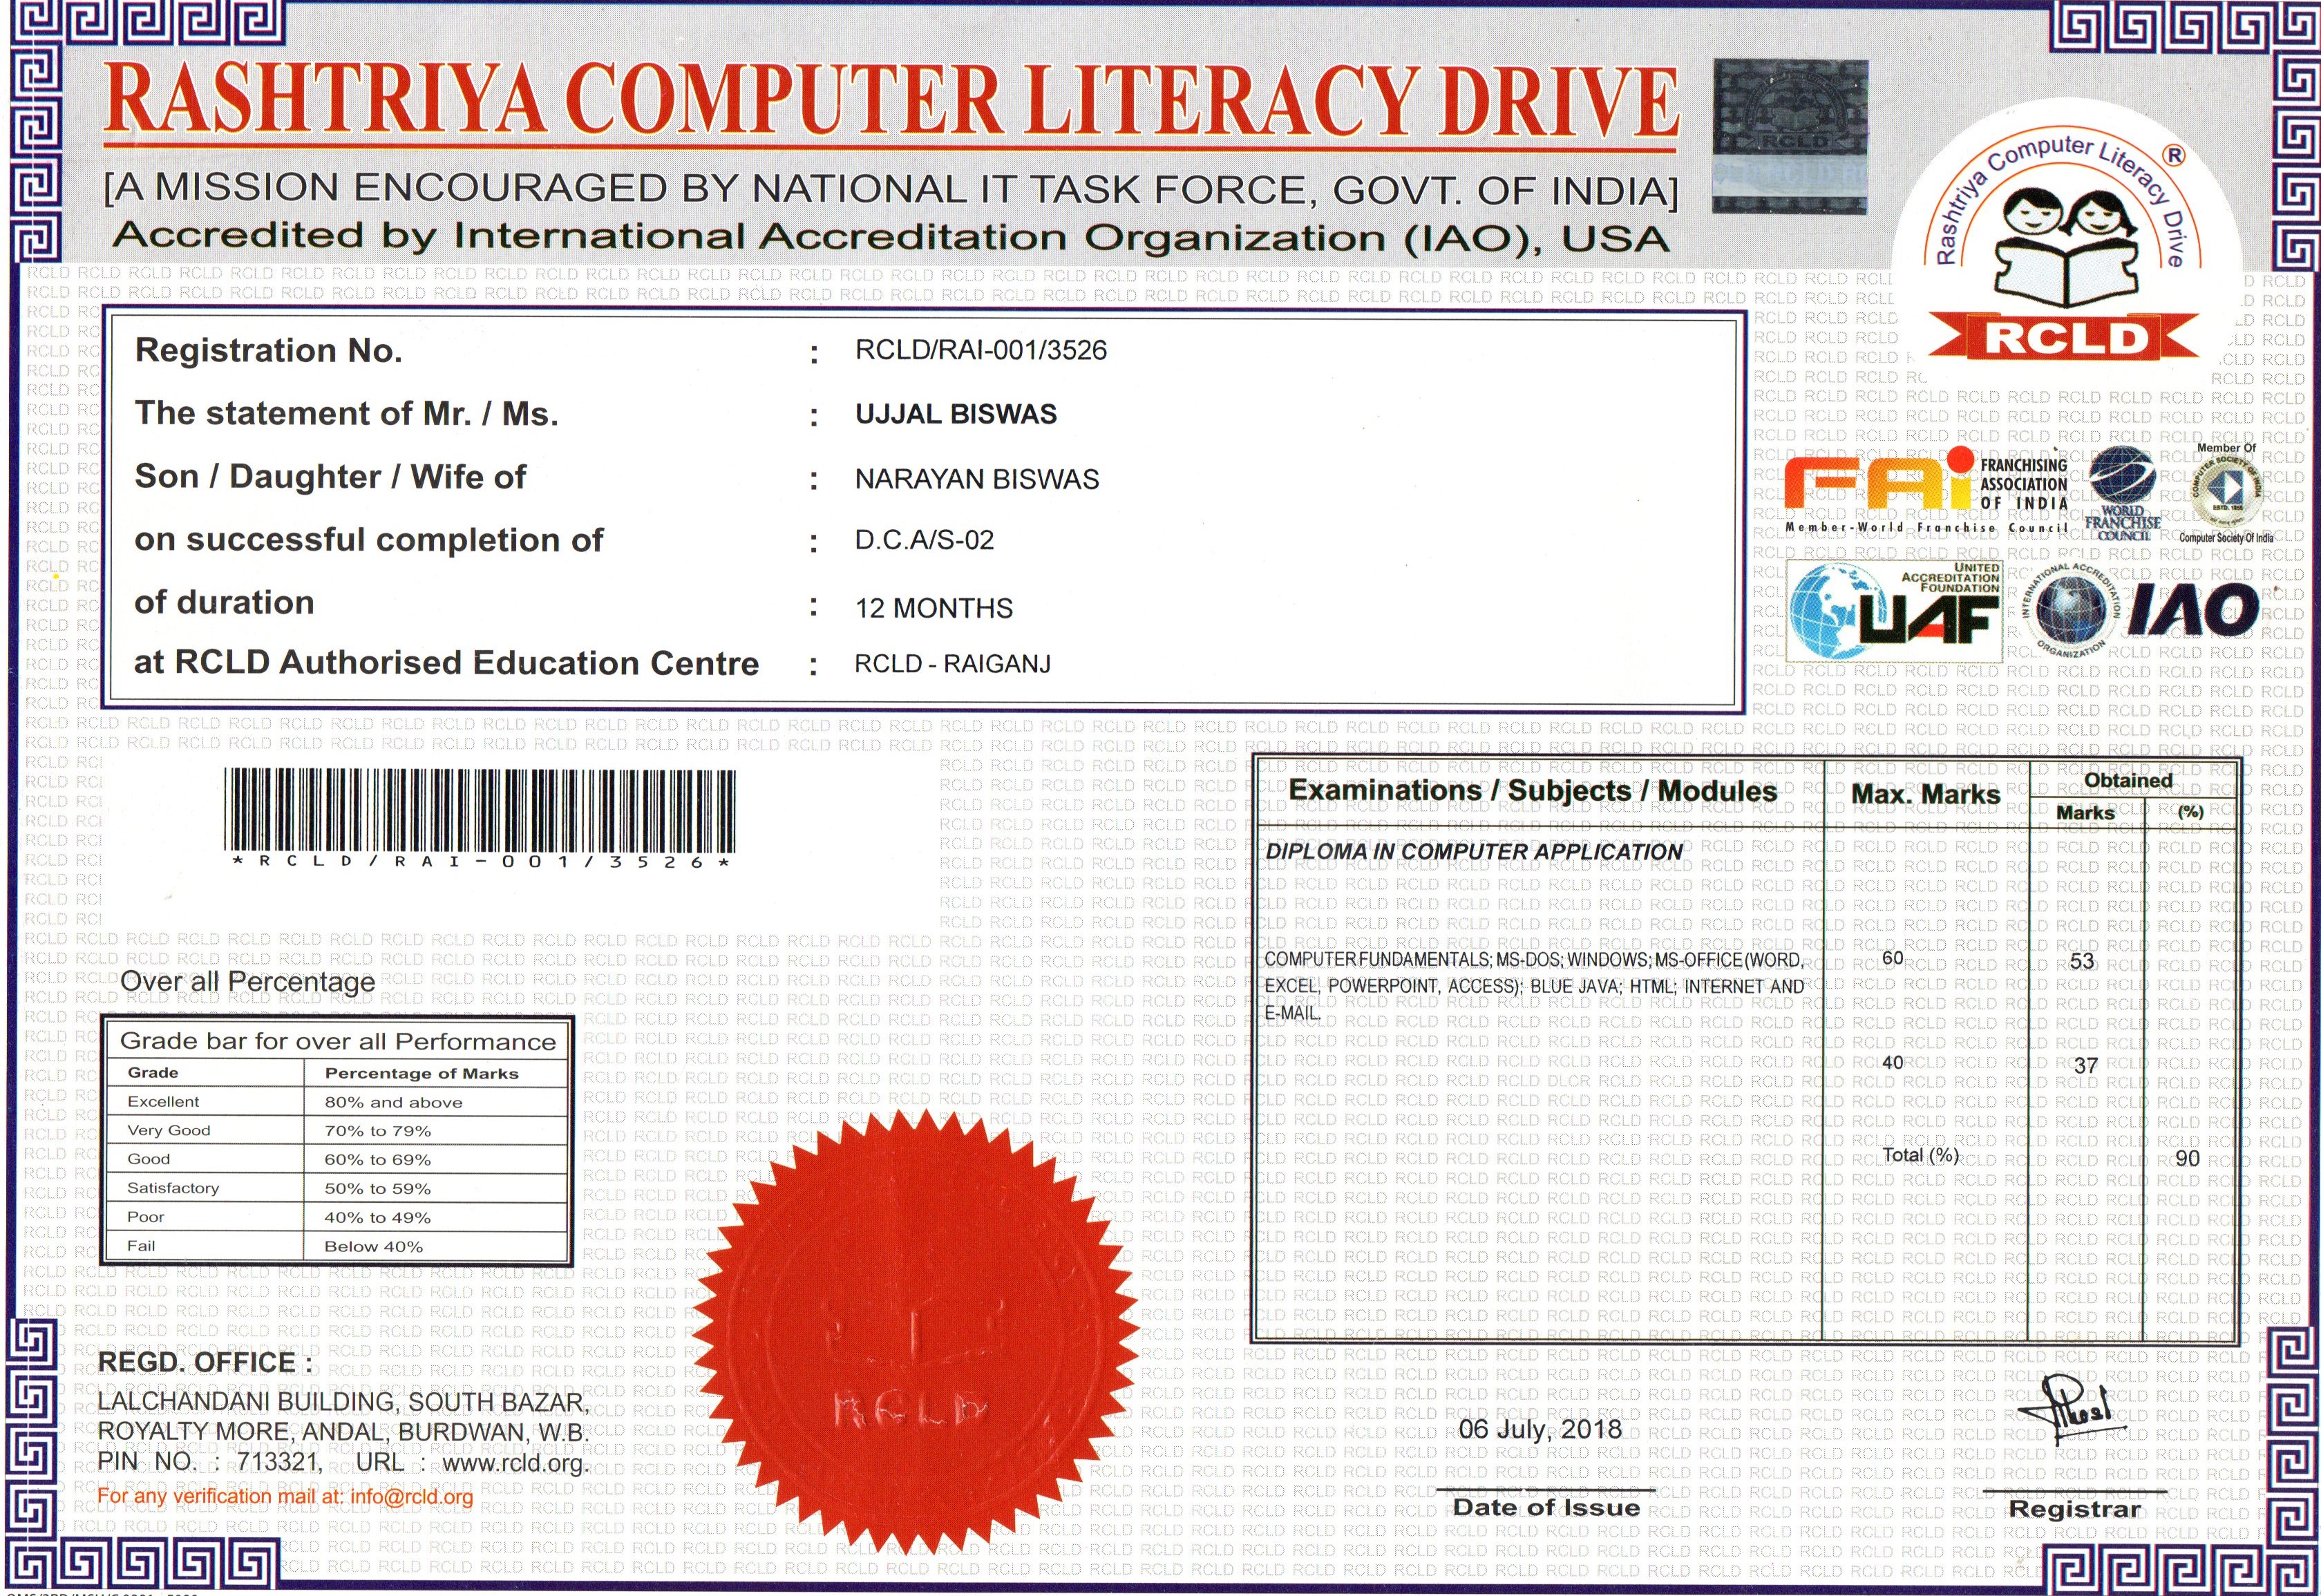 RASHTRIYA COMPUTER LITERACY DRIVE
[A MISSION ENCOURAGED BY NATIONAL IT TASK FORCE, GOVT. OF INDIA]
Accredited by International Accreditation Organization (IAO), USA
RCLD
Rashtriya Computer Literacy Drive ®
RCLD
Registration No. : RCLD/RAI-001/3526
The statement of Mr. / Ms. : UJJAL BISWAS
Son / Daughter / Wife of : NARAYAN BISWAS
on successful completion of : D.C.A/S-02
of duration : 12 MONTHS
at RCLD Authorised Education Centre : RCLD - RAIGANJ
FAi FRANCHISING
ASSOCIATION
OF INDIA
Member-World Franchise Council
WORLD
FRANCHISE
COUNCIL
Member Of
COMPUTER SOCIETY OF INDIA
ESTD. 1965
Computer Society Of India
UNITED
ACCREDITATION
FOUNDATION
UAF
INTERNATIONAL ACCREDITATION
ORGANIZATION
IAO
*RCLD/RAI-001/3526*
Over all Percentage
Grade bar for over all Performance
Grade Percentage of Marks
Excellent 80% and above
Very Good 70% to 79%
Good 60% to 69%
Satisfactory 50% to 59%
Poor 40% to 49%
Fail Below 40%
Examinations / Subjects / Modules Max. Marks Obtained
Marks (%)
DIPLOMA IN COMPUTER APPLICATION
COMPUTER FUNDAMENTALS; MS-DOS; WINDOWS; MS-OFFICE (WORD, 60 53
EXCEL, POWERPOINT, ACCESS); BLUE JAVA; HTML; INTERNET AND
E-MAIL.
40 37
Total (%) 90
RCLD
REGD. OFFICE :
LALCHANDANI BUILDING, SOUTH BAZAR,
ROYALTY MORE, ANDAL, BURDWAN, W.B.
PIN NO. : 713321, URL : www.rcld.org.
For any verification mail at: info@rcld.org
06 July, 2018
Date of Issue
Registrar